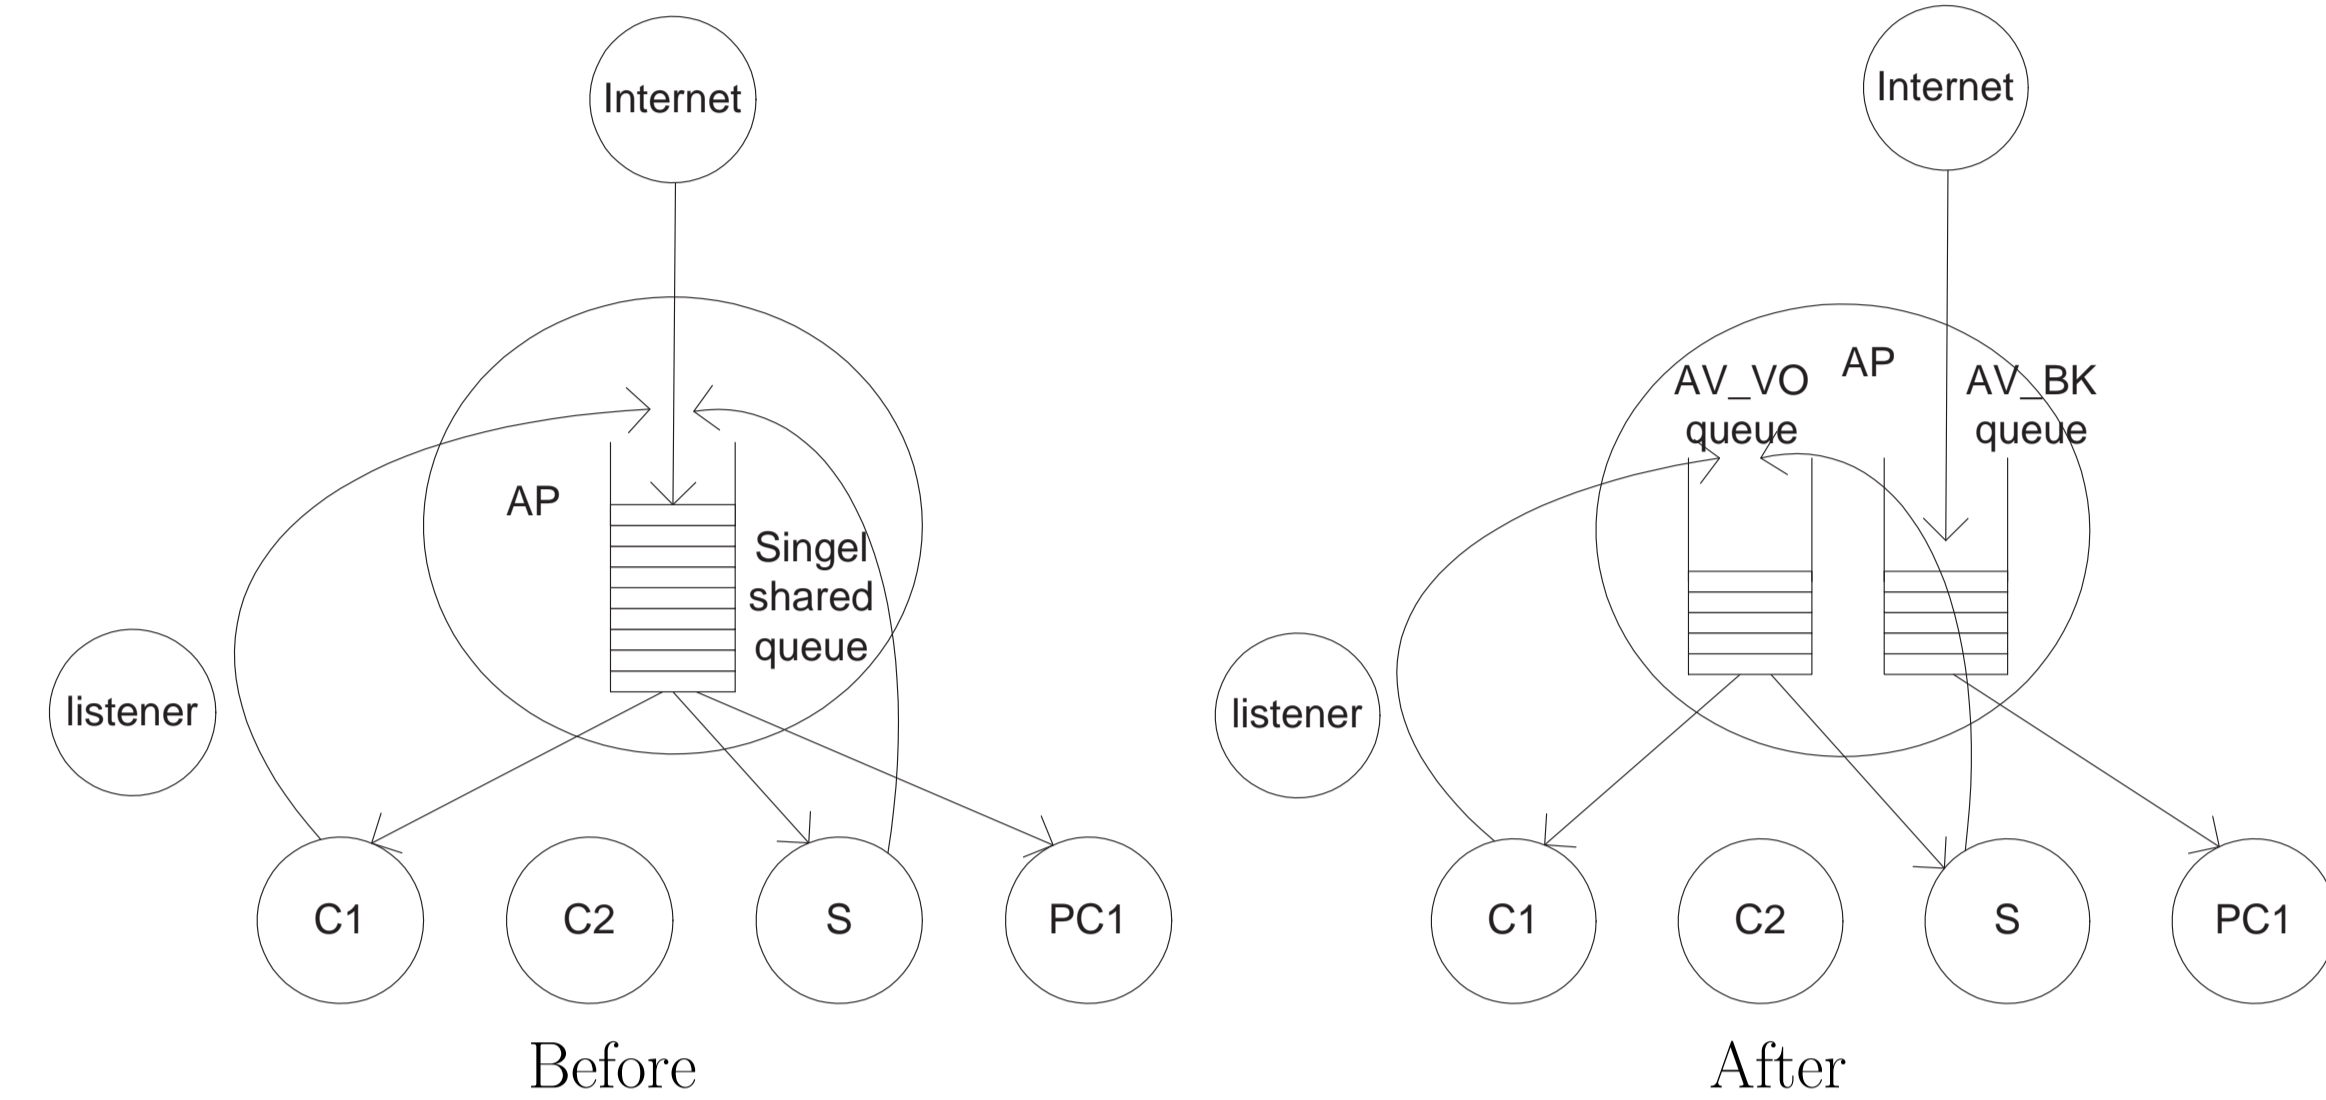 Internet
AP
Singel
shared
queue
listener
C1
C2
S
PC1
Before
Internet
AP
AV_VO
queue
AV_BK
queue
listener
C1
C2
S
PC1
After